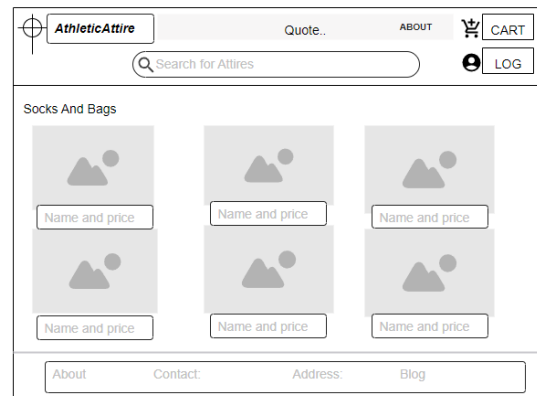 AthleticAttire
Quote..
ABOUT
CART
Search for Attires
LOG
Socks And Bags
Name and price
Name and price
Name and price
Name and price
Name and price
Name and price
About Contact: Address: Blog